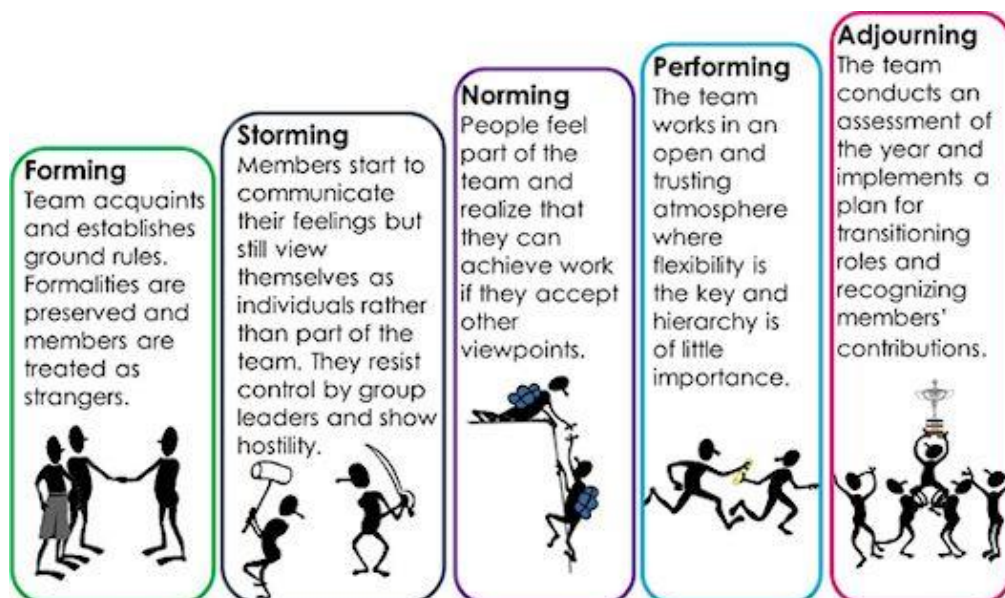 Forming
Team acquaints
and establishes
ground rules.
Formalities are
preserved and
members are
treated as
strangers.
Storming
Members start to
communicate
their feelings but
still view
themselves as
individuals rather
than part of the
team. They resist
control by group
leaders and show
hostility.
Norming
People feel
part of the
team and
realize that
they can
achieve work
if they accept
other
viewpoints.
Performing
The team
works in an
open and
trusting
atmosphere
where
flexibility is
the key and
hierarchy is
of little
importance.
Adjourning
The team
conducts an
assessment of
the year and
implements a
plan for
transitioning
roles and
recognizing
members'
contributions.